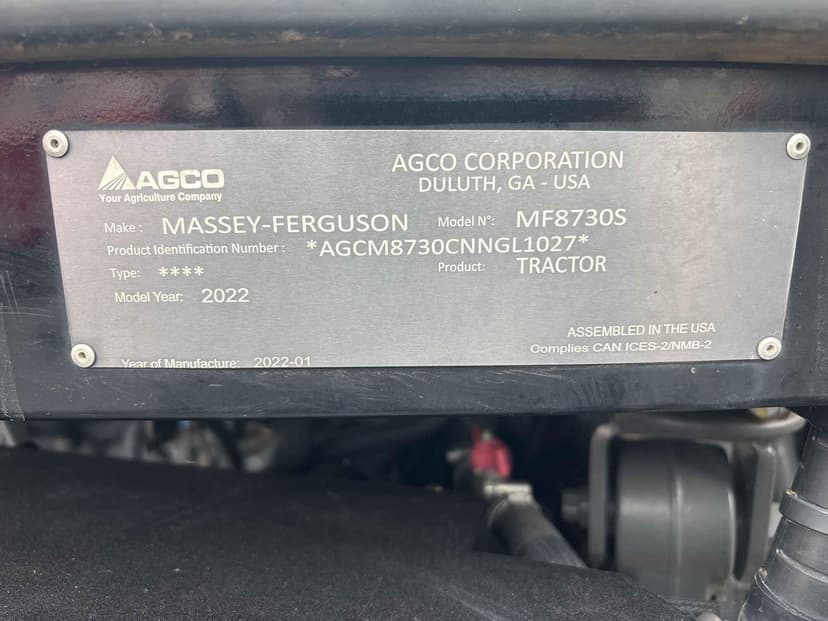 AGCO
Your Agriculture Company
AGCO CORPORATION
DULUTH, GA - USA
Make : MASSEY-FERGUSON Model N°: MF8730S
Product Identification Number : *AGCM8730CNNGL1027*
Type: **** Product: TRACTOR
Model Year: 2022
ASSEMBLED IN THE USA
Complies CAN ICES-2/NMB-2
Year of Manufacture: 2022-01